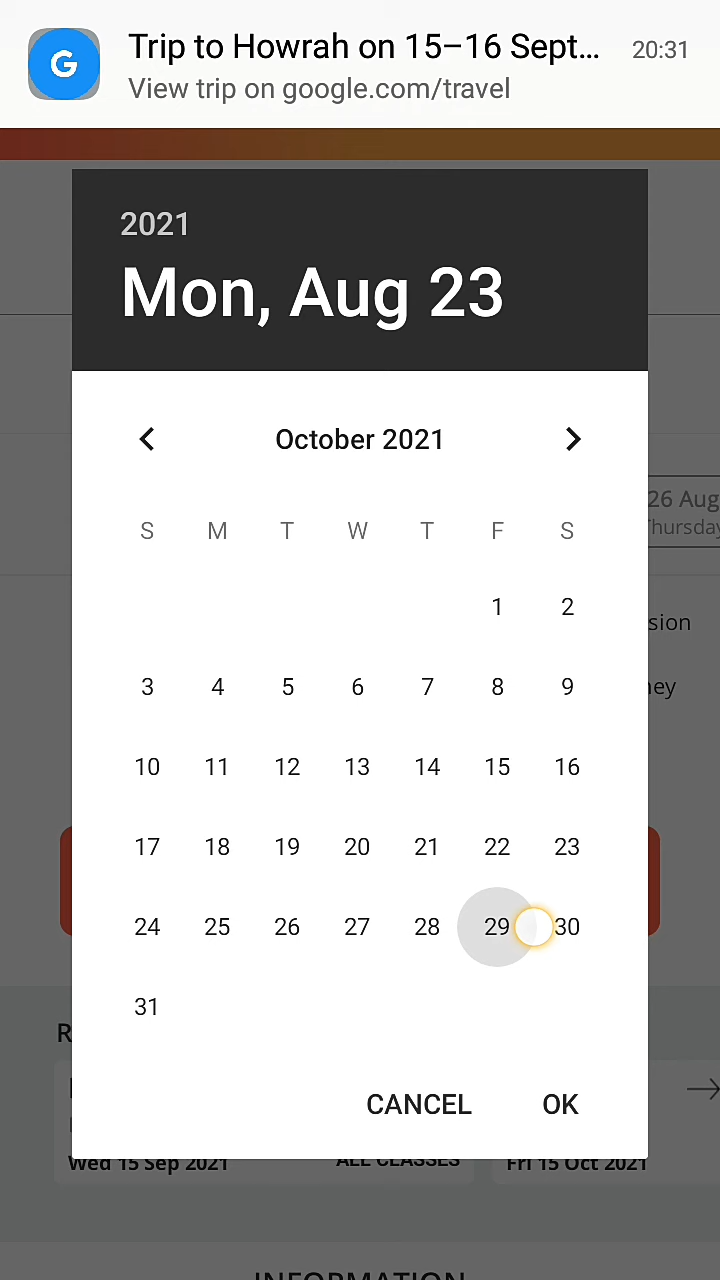 G
Trip to Howrah on 15–16 Sept... 20:31
View trip on google.com/travel
2021
Mon, Aug 23
October 2021
26 Aug
S M T W T F S
1 2
sion
3 4 5 6 7 8 9
10 11 12 13 14 15 16
17 18 19 20 21 22 23
24 25 26 27 28 29 30
31
R
CANCEL OK
Wed 15 Sep 2021 ALL CLASSES Fri 15 Oct 2021
INFORMATION